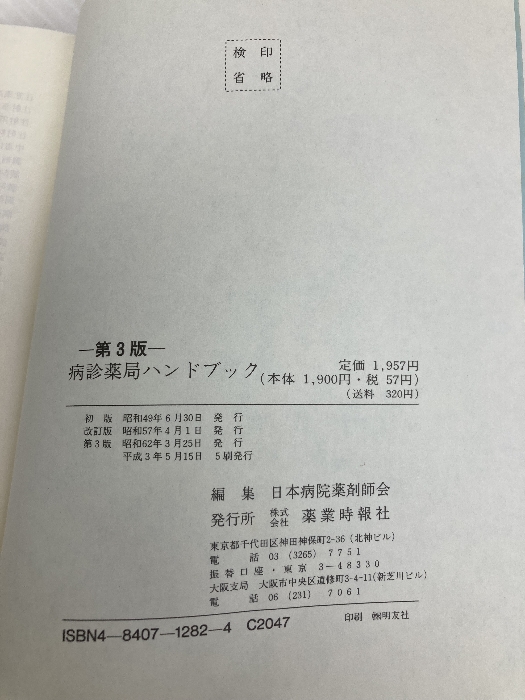 検印
省略
―第3版―
病診薬局ハンドブック
定価 1,957円
(本体 1,900円・税 57円)
(送料 320円)
初 版 昭和49年6月30日 発 行
改訂版 昭和57年4月1日 発 行
第3版 昭和62年3月25日 発 行
平成3年5月15日 5刷発行
編 集 日本病院薬剤師会
発行所 株式会社 薬業時報社
東京都千代田区神田神保町2-36(北神ビル)
電 話 03 (3265) 7751
振替口座・東京 3-48330
大阪支局 大阪市中央区道修町3-4-11(新芝川ビル)
電 話 06 (231) 7061
ISBN4―8407―1282―4 C2047
印刷 ㈱明友社